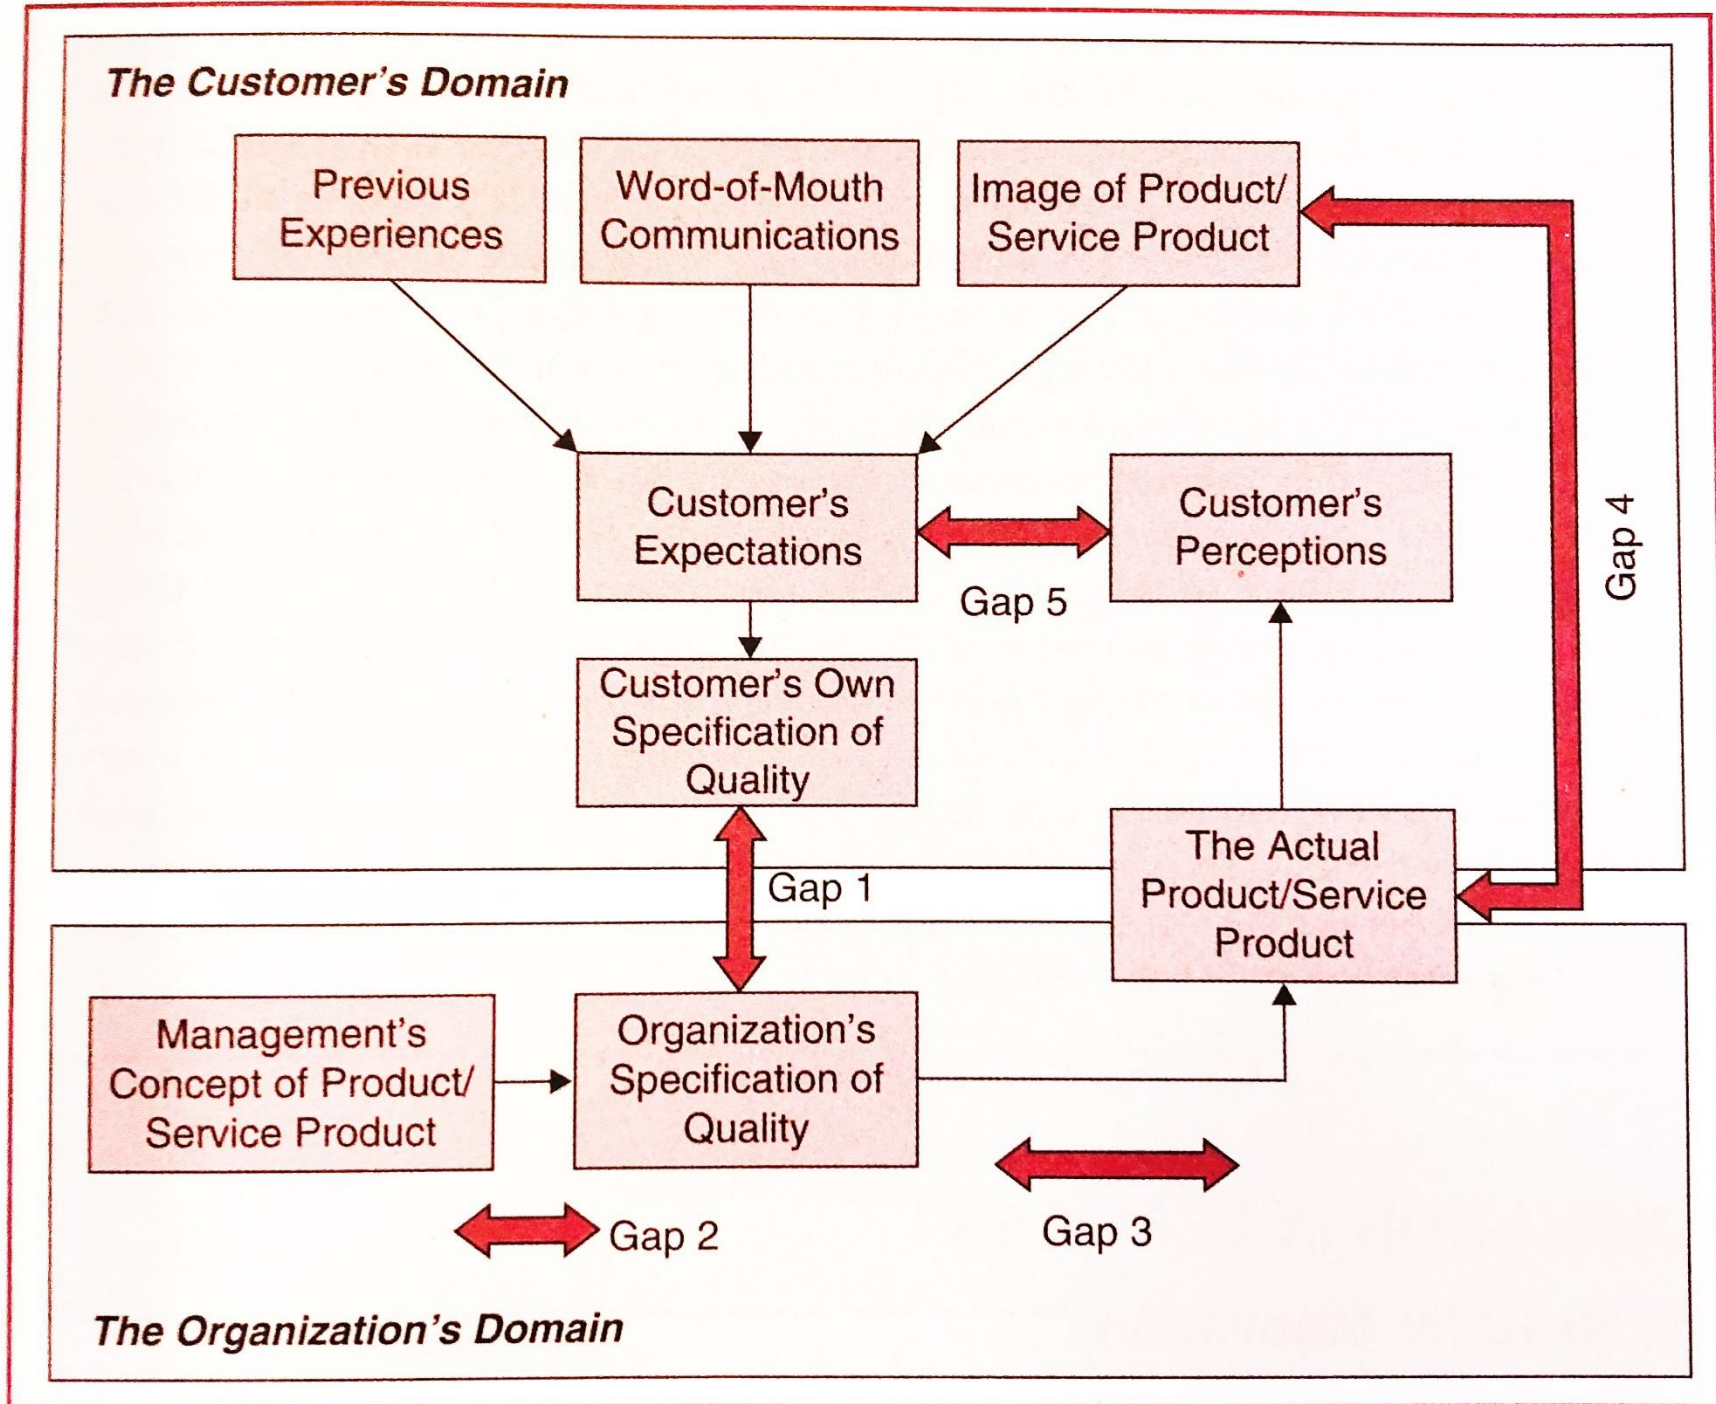 The Customer's Domain
Previous
Experiences
Word-of-Mouth
Communications
Image of Product/
Service Product
Customer's
Expectations
Gap 5
Customer's
Perceptions
Gap 4
Customer's Own
Specification of
Quality
Gap 1
The Actual
Product/Service
Product
Management's
Concept of Product/
Service Product
Organization's
Specification of
Quality
Gap 2
Gap 3
The Organization's Domain